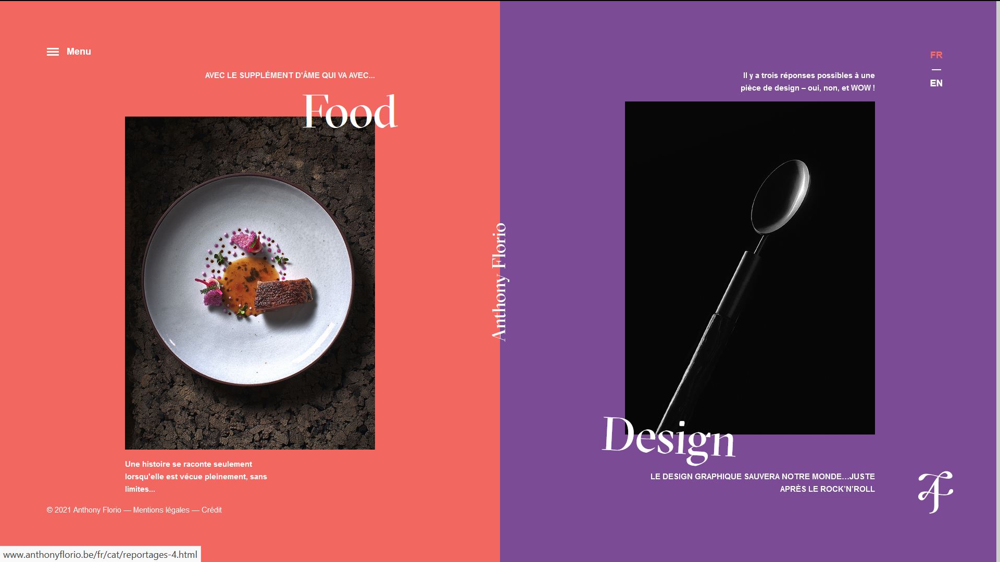 Menu
AVEC LE SUPPLÉMENT D'ÂME QUI VA AVEC...
Food
Une histoire se raconte seulement
lorsqu'elle est vécue pleinement, sans
limites...
© 2021 Anthony Florio — Mentions légales — Crédit
www.anthonyflorio.be/fr/cat/reportages-4.html
Anthony Florio
Il y a trois réponses possibles à une
pièce de design – oui, non, et WOW !
Design
LE DESIGN GRAPHIQUE SAUVERA NOTRE MONDE...JUSTE
APRÈS LE ROCK’N’ROLL
FR
EN